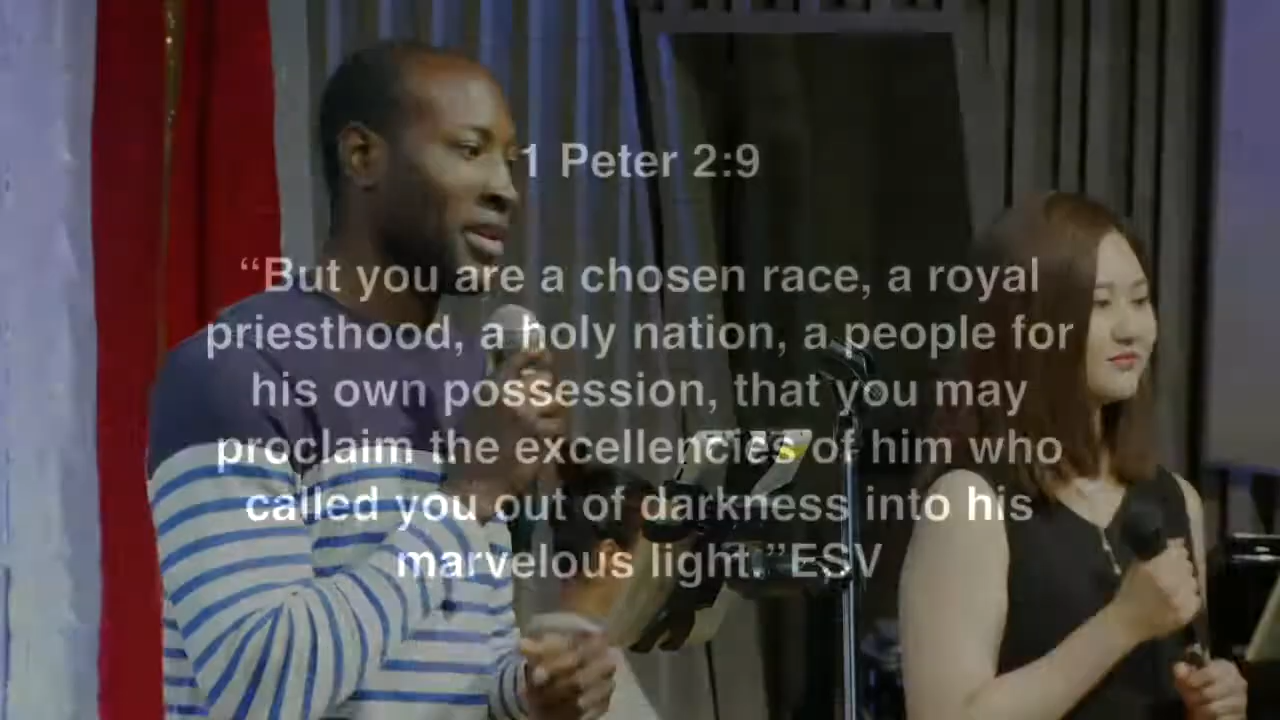 1 Peter 2:9
“But you are a chosen race, a royal
priesthood, a holy nation, a people for
his own possession, that you may
proclaim the excellencies of him who
called you out of darkness into his
marvelous light.”ESV